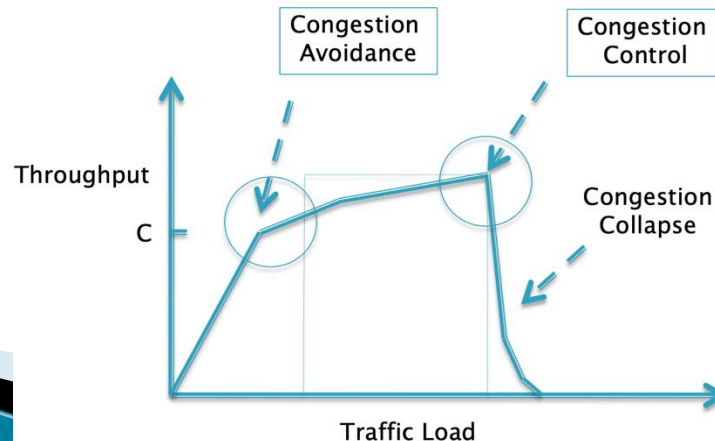 Congestion
Avoidance
Congestion
Control
Throughput
C
Congestion
Collapse
Traffic Load